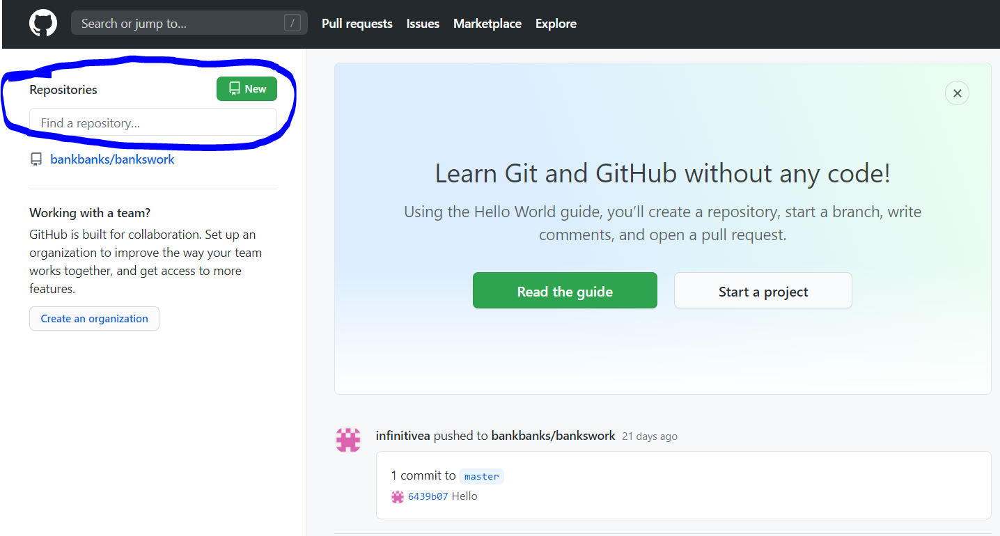 Search or jump to...
/
Pull requests
Issues
Marketplace
Explore
Repositories
New
Find a repository...
bankbanks/bankswork
Working with a team?
GitHub is built for collaboration. Set up an
organization to improve the way your team
works together, and get access to more
features.
Create an organization
Learn Git and GitHub without any code!
Using the Hello World guide, you’ll create a repository, start a branch, write
comments, and open a pull request.
Read the guide
Start a project
infinitivea pushed to bankbanks/bankswork 21 days ago
1 commit to master
6439b07 Hello